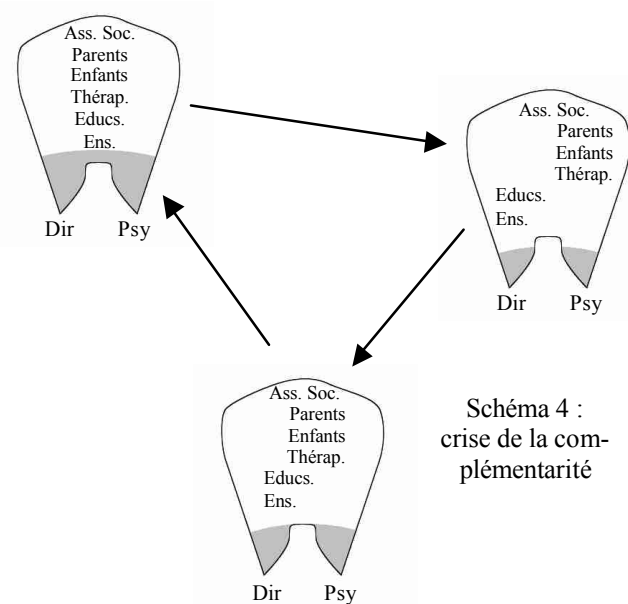 Ass. Soc.
Parents
Enfants
Thérap.
Educs.
Ens.
Dir Psy
Ass. Soc.
Parents
Enfants
Thérap.
Educs.
Ens.
Dir Psy
Ass. Soc.
Parents
Enfants
Thérap.
Educs.
Ens.
Dir Psy
Schéma 4 :
crise de la com-
plémentarité